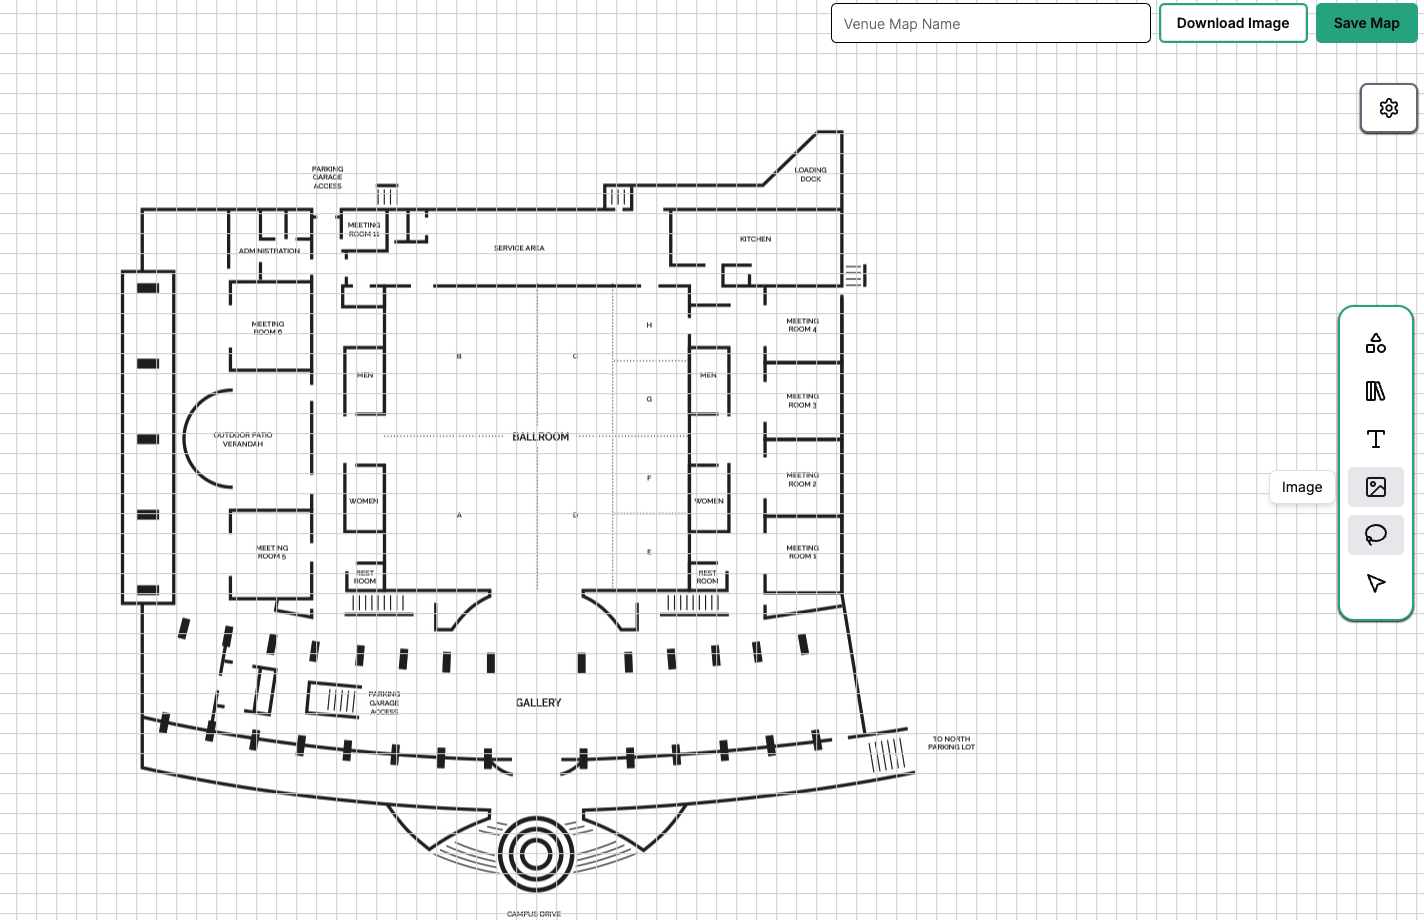 Venue Map Name
Download Image
Save Map
LOADING
DOCK
PARKING
GARAGE
ACCESS
MEETING
ROOM 11
ADMINISTRATION
SERVICE AREA
KITCHEN
MEETING
ROOM 6
H
MEETING
ROOM 4
B
C
MEN
MEN
G
MEETING
ROOM 3
OUTDOOR PATIO
VERANDAH
BALLROOM
F
MEETING
ROOM 2
Image
WOMEN
WOMEN
A
D
MEETING
ROOM 5
E
MEETING
ROOM 1
REST
ROOM
REST
ROOM
PARKING
GARAGE
ACCESS
GALLERY
TO NORTH
PARKING LOT
CAMPUS DRIVE